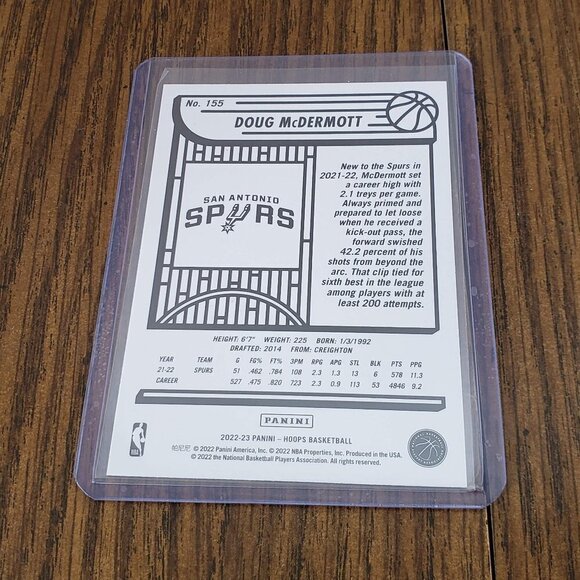 No. 155
DOUG McDERMOTT
SAN ANTONIO
SPURS
New to the Spurs in
2021-22, McDermott set
a career high with
2.1 treys per game.
Always primed and
prepared to let loose
when he received a
kick-out pass, the
forward swished
42.2 percent of his
shots from beyond the
arc. That clip tied for
sixth best in the league
among players with at
least 200 attempts.
HEIGHT: 6'7" WEIGHT: 225 BORN: 1/3/1992
DRAFTED: 2014 FROM: CREIGHTON
YEAR TEAM G FG% FT% 3PM RPG APG STL BLK PTS PPG
21-22 SPURS 51 .462 .784 108 2.3 1.3 13 6 578 11.3
CAREER 527 .475 .820 723 2.3 0.9 113 53 4846 9.2
PANINI
2022-23 PANINI – HOOPS BASKETBALL
帕尼尼 © 2022 Panini America, Inc. © 2022 NBA Properties, Inc. Produced in the USA.
© 2022 the National Basketball Players Association. All rights reserved.
NBA